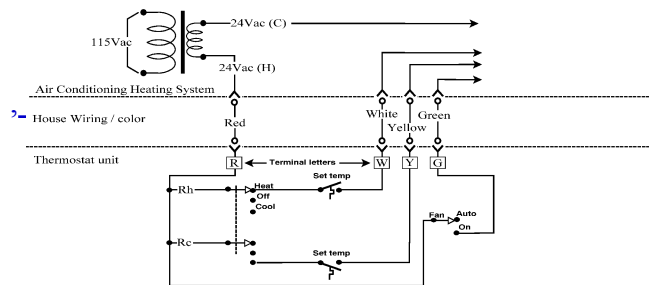 24Vac (C)
115Vac
24Vac (H)
Air Conditioning Heating System
House Wiring / color
Red
White
Yellow
Green
Thermostat unit
R
Terminal letters
W
Y
G
Rh
Heat
Off
Cool
Set temp
Fan
Auto
On
Rc
Set temp